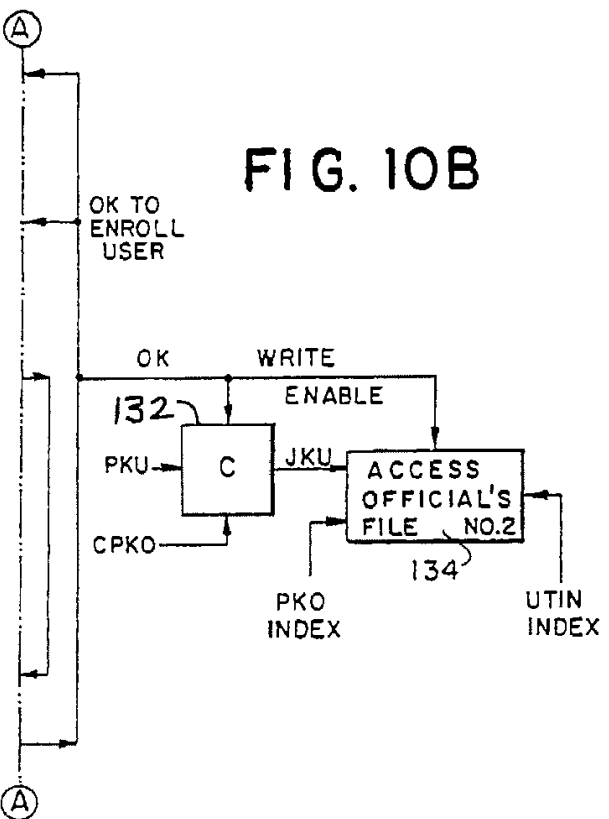 A
FIG. 10B
OK TO
ENROLL
USER
OK WRITE
ENABLE
132
PKU C JKU
CPKO
ACCESS
OFFICIAL'S
FILE NO.2
134
PKO
INDEX
UTIN
INDEX
A